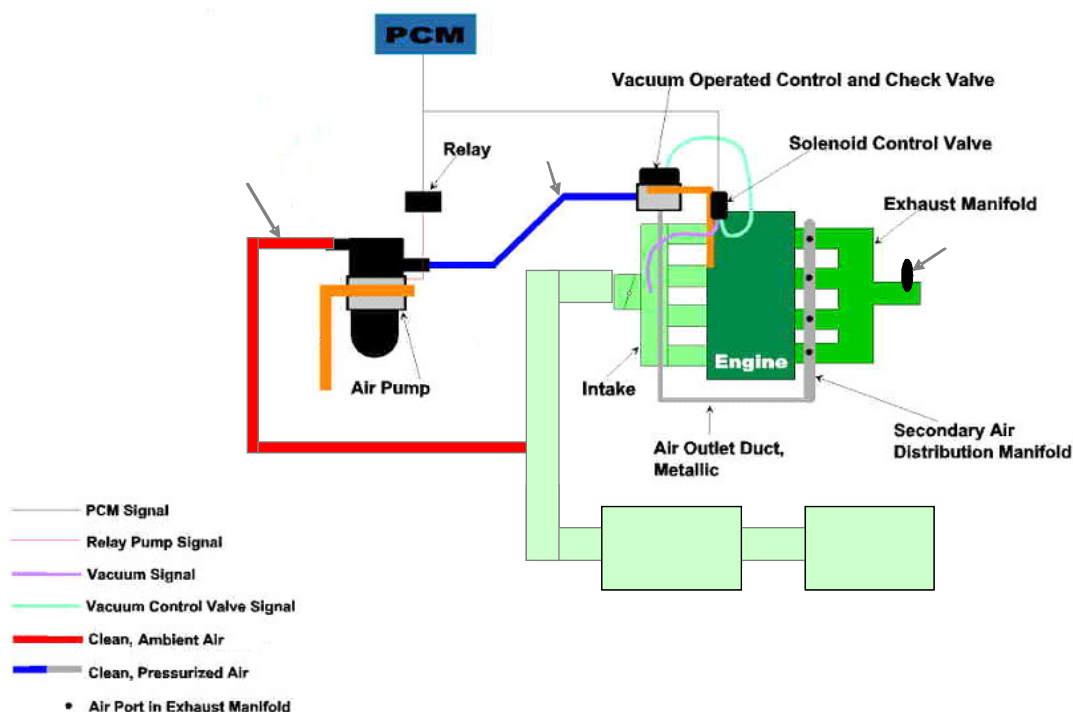 PCM
Vacuum Operated Control and Check Valve
Solenoid Control Valve
Relay
Exhaust Manifold
Engine
Air Pump
Intake
Air Outlet Duct,
Metallic
Secondary Air
Distribution Manifold
PCM Signal
Relay Pump Signal
Vacuum Signal
Vacuum Control Valve Signal
Clean, Ambient Air
Clean, Pressurized Air
Air Port in Exhaust Manifold